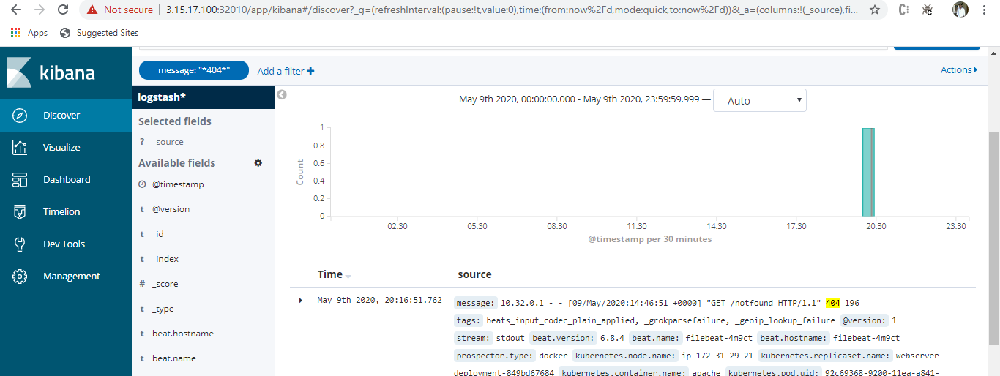 Not secure 3.15.17.100:32010/app/kibana#/discover?_g=(refreshInterval:(pause:!t,value:0),time:(from:now%2Fd,mode:quick,to:now%2Fd))&_a=(columns:!(_source),fi...
Apps Suggested Sites
kibana
Discover
Visualize
Dashboard
Timelion
Dev Tools
Management
message: "*404*" Add a filter + Actions
logstash*
Selected fields
? _source
Available fields
@timestamp
t @version
t _id
t _index
# _score
t _type
t beat.hostname
t beat.name
May 9th 2020, 00:00:00.000 - May 9th 2020, 23:59:59.999 — Auto
Count
1
0.8
0.6
0.4
0.2
0
02:30 05:30 08:30 11:30 14:30 17:30 20:30 23:30
@timestamp per 30 minutes
Time _source
May 9th 2020, 20:16:51.762 message: 10.32.0.1 - - [09/May/2020:14:46:51 +0000] "GET /notfound HTTP/1.1" 404 196
tags: beats_input_codec_plain_applied, _grokparsefailure, _geoip_lookup_failure @version: 1
stream: stdout beat.version: 6.8.4 beat.name: filebeat-4m9ct beat.hostname: filebeat-4m9ct
prospector.type: docker kubernetes.node.name: ip-172-31-29-21 kubernetes.replicaset.name: webserver-
deployment-849bd67684 kubernetes.container.name: apache kubernetes.pod.uid: 92c69368-9200-11ea-a841-